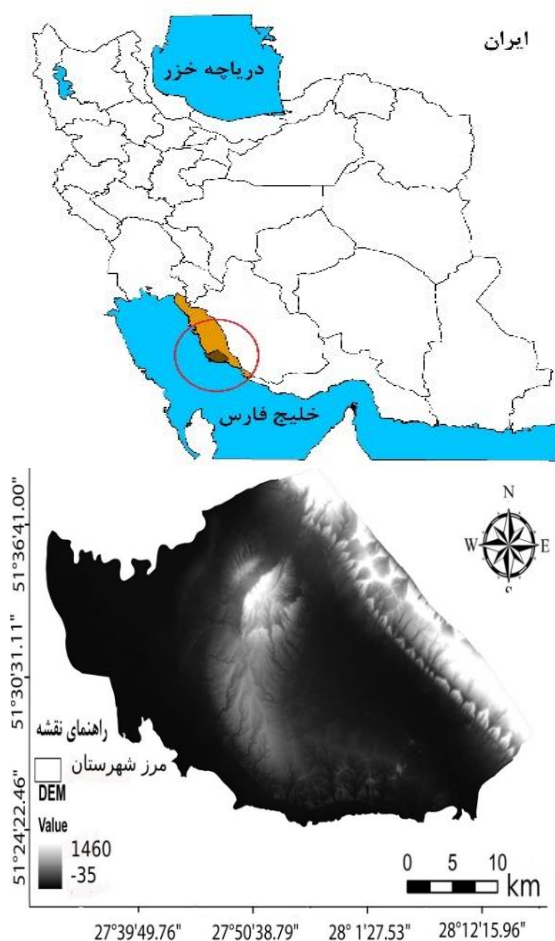 ایران
دریاچه خزر
خلیج فارس
N
W E
S
51°36'41.00"
51°30'31.11"
51°24'22.46"
راهنمای نقشه
مرز شهرستان
DEM
Value
1460
-35
0 5 10
km
27°39'49.76" 27°50'38.79" 28°1'27.53" 28°12'15.96"